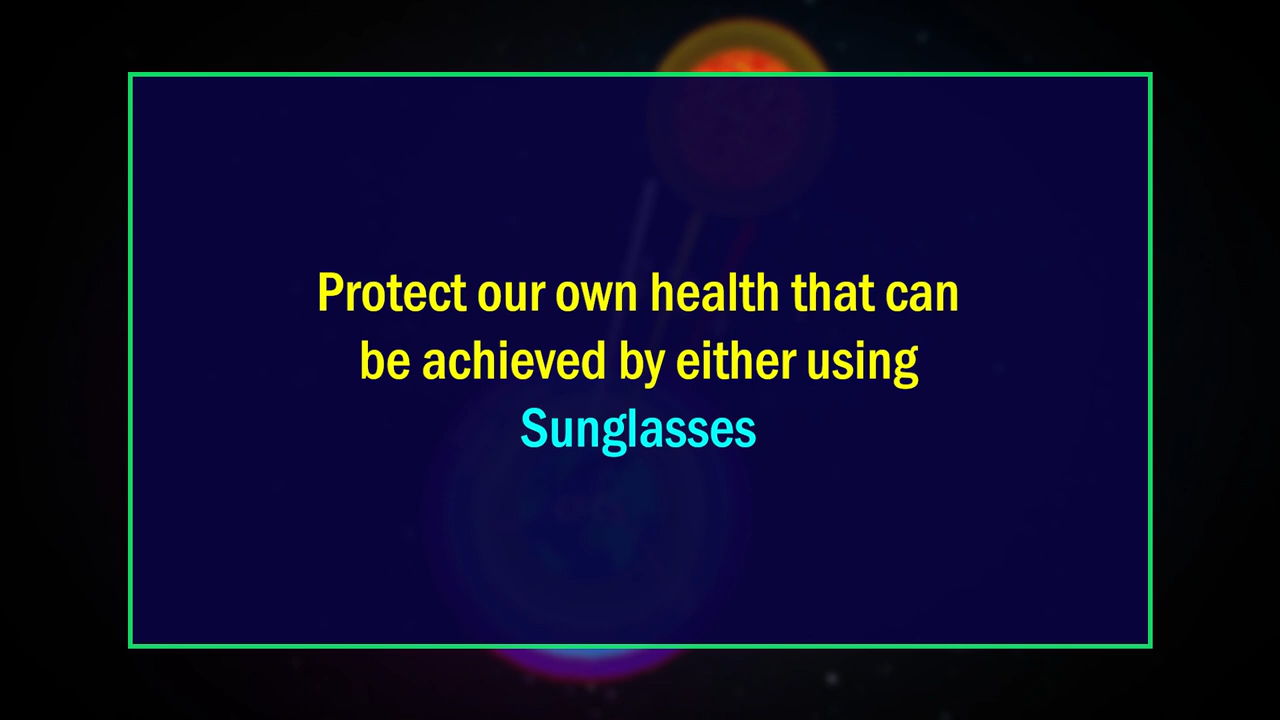 Protect our own health that can
be achieved by either using
Sunglasses